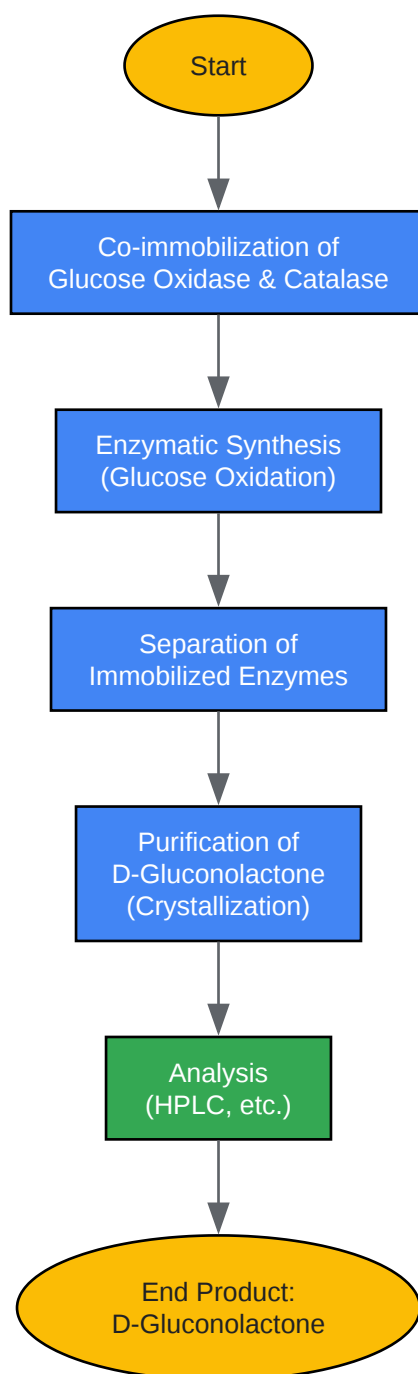 Start
Co-immobilization of
Glucose Oxidase & Catalase
Enzymatic Synthesis
(Glucose Oxidation)
Separation of
Immobilized Enzymes
Purification of
D-Gluconolactone
(Crystallization)
Analysis
(HPLC, etc.)
End Product:
D-Gluconolactone